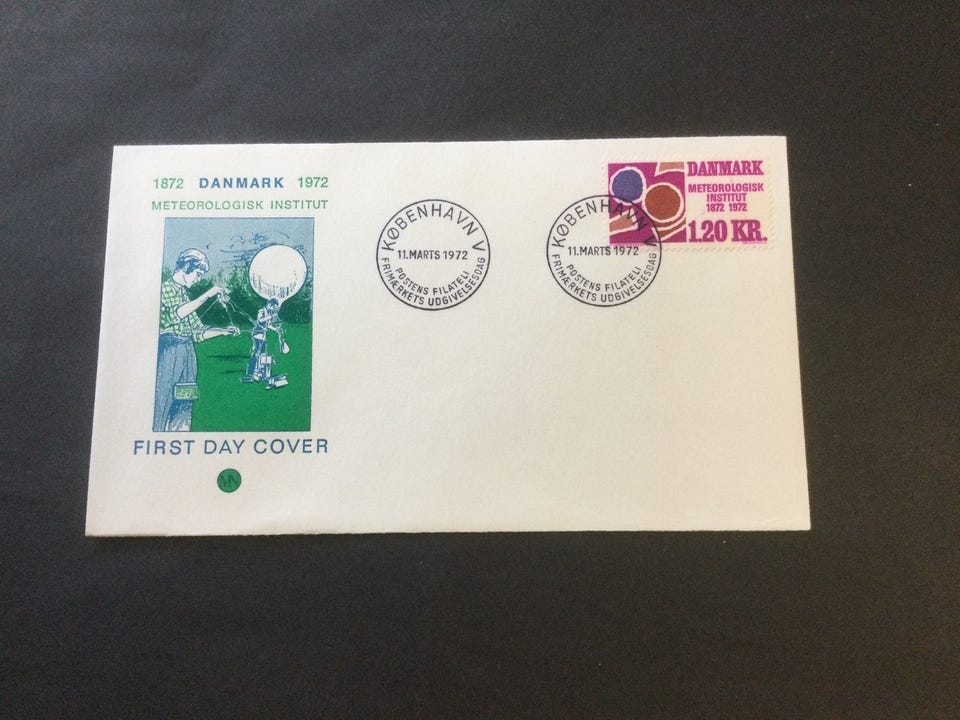 1872 DANMARK 1972
METEOROLOGISK INSTITUT
FIRST DAY COVER
MN
KØBENHAVN V
11.MARTS 1972
POSTENS FILATELI
FRIMÆRKETS UDGIVELSESDAG
KØBENHAVN V
11.MARTS 1972
POSTENS FILATELI
FRIMÆRKETS UDGIVELSESDAG
DANMARK
METEOROLOGISK
INSTITUT
1872 1972
1.20 KR.